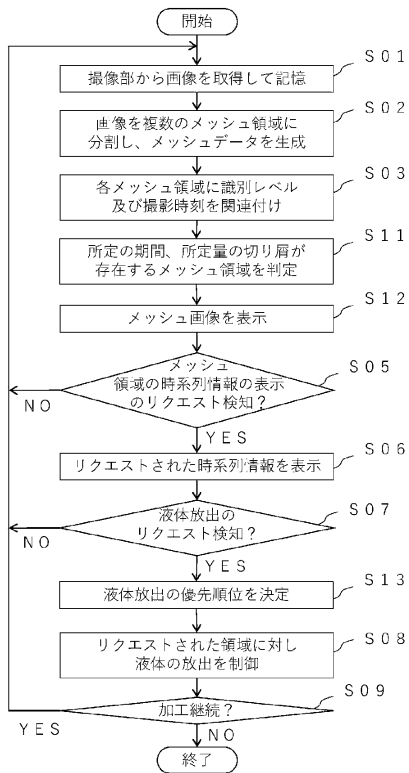 開始
S01
撮像部から画像を取得して記憶
S02
画像を複数のメッシュ領域に
分割し、メッシュデータを生成
S03
各メッシュ領域に識別レベル
及び撮影時刻を関連付け
S11
所定の期間、所定量の切り屑が
存在するメッシュ領域を判定
S12
メッシュ画像を表示
S05
メッシュ
領域の時系列情報の表示
のリクエスト検知？
NO
YES
S06
リクエストされた時系列情報を表示
S07
液体放出の
リクエスト検知？
NO
YES
S13
液体放出の優先順位を決定
S08
リクエストされた領域に対し
液体の放出を制御
S09
加工継続？
YES
NO
終了